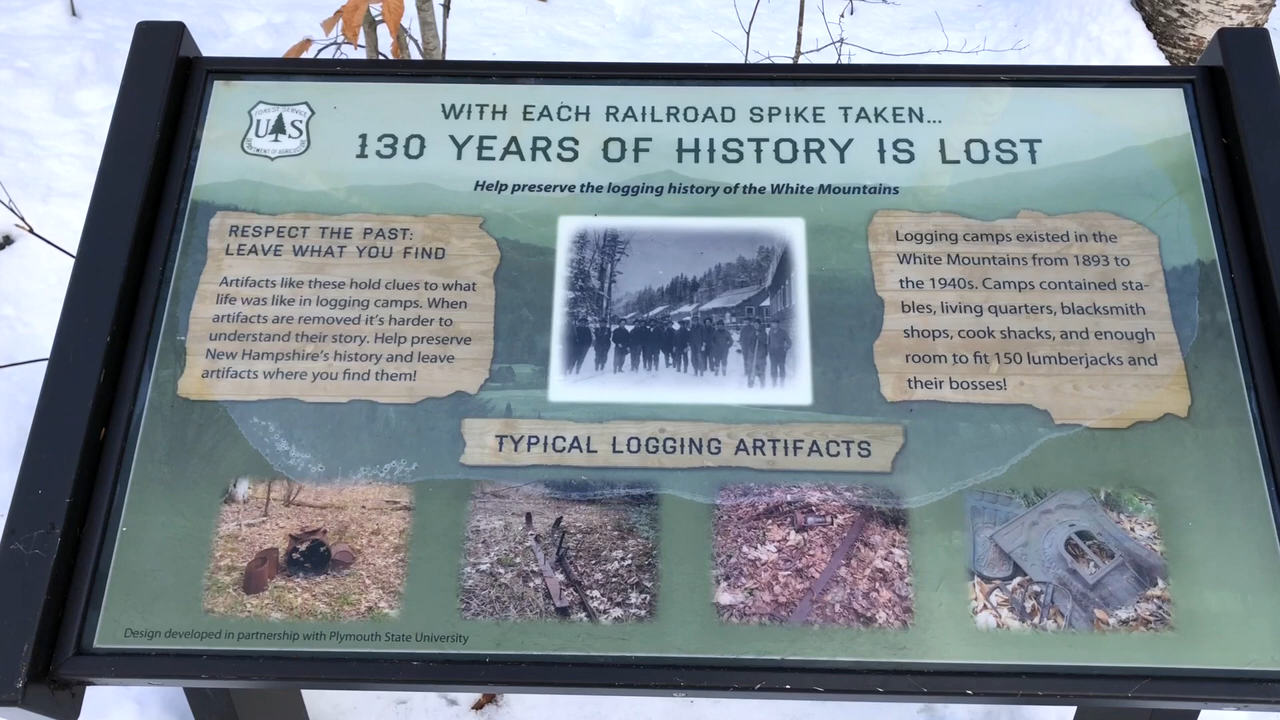 FOREST SERVICE
U S
DEPARTMENT OF AGRICULTURE
WITH EACH RAILROAD SPIKE TAKEN...
130 YEARS OF HISTORY IS LOST
Help preserve the logging history of the White Mountains
RESPECT THE PAST:
LEAVE WHAT YOU FIND
Artifacts like these hold clues to what
life was like in logging camps. When
artifacts are removed it's harder to
understand their story. Help preserve
New Hampshire's history and leave
artifacts where you find them!
Logging camps existed in the
White Mountains from 1893 to
the 1940s. Camps contained sta-
bles, living quarters, blacksmith
shops, cook shacks, and enough
room to fit 150 lumberjacks and
their bosses!
TYPICAL LOGGING ARTIFACTS
Design developed in partnership with Plymouth State University